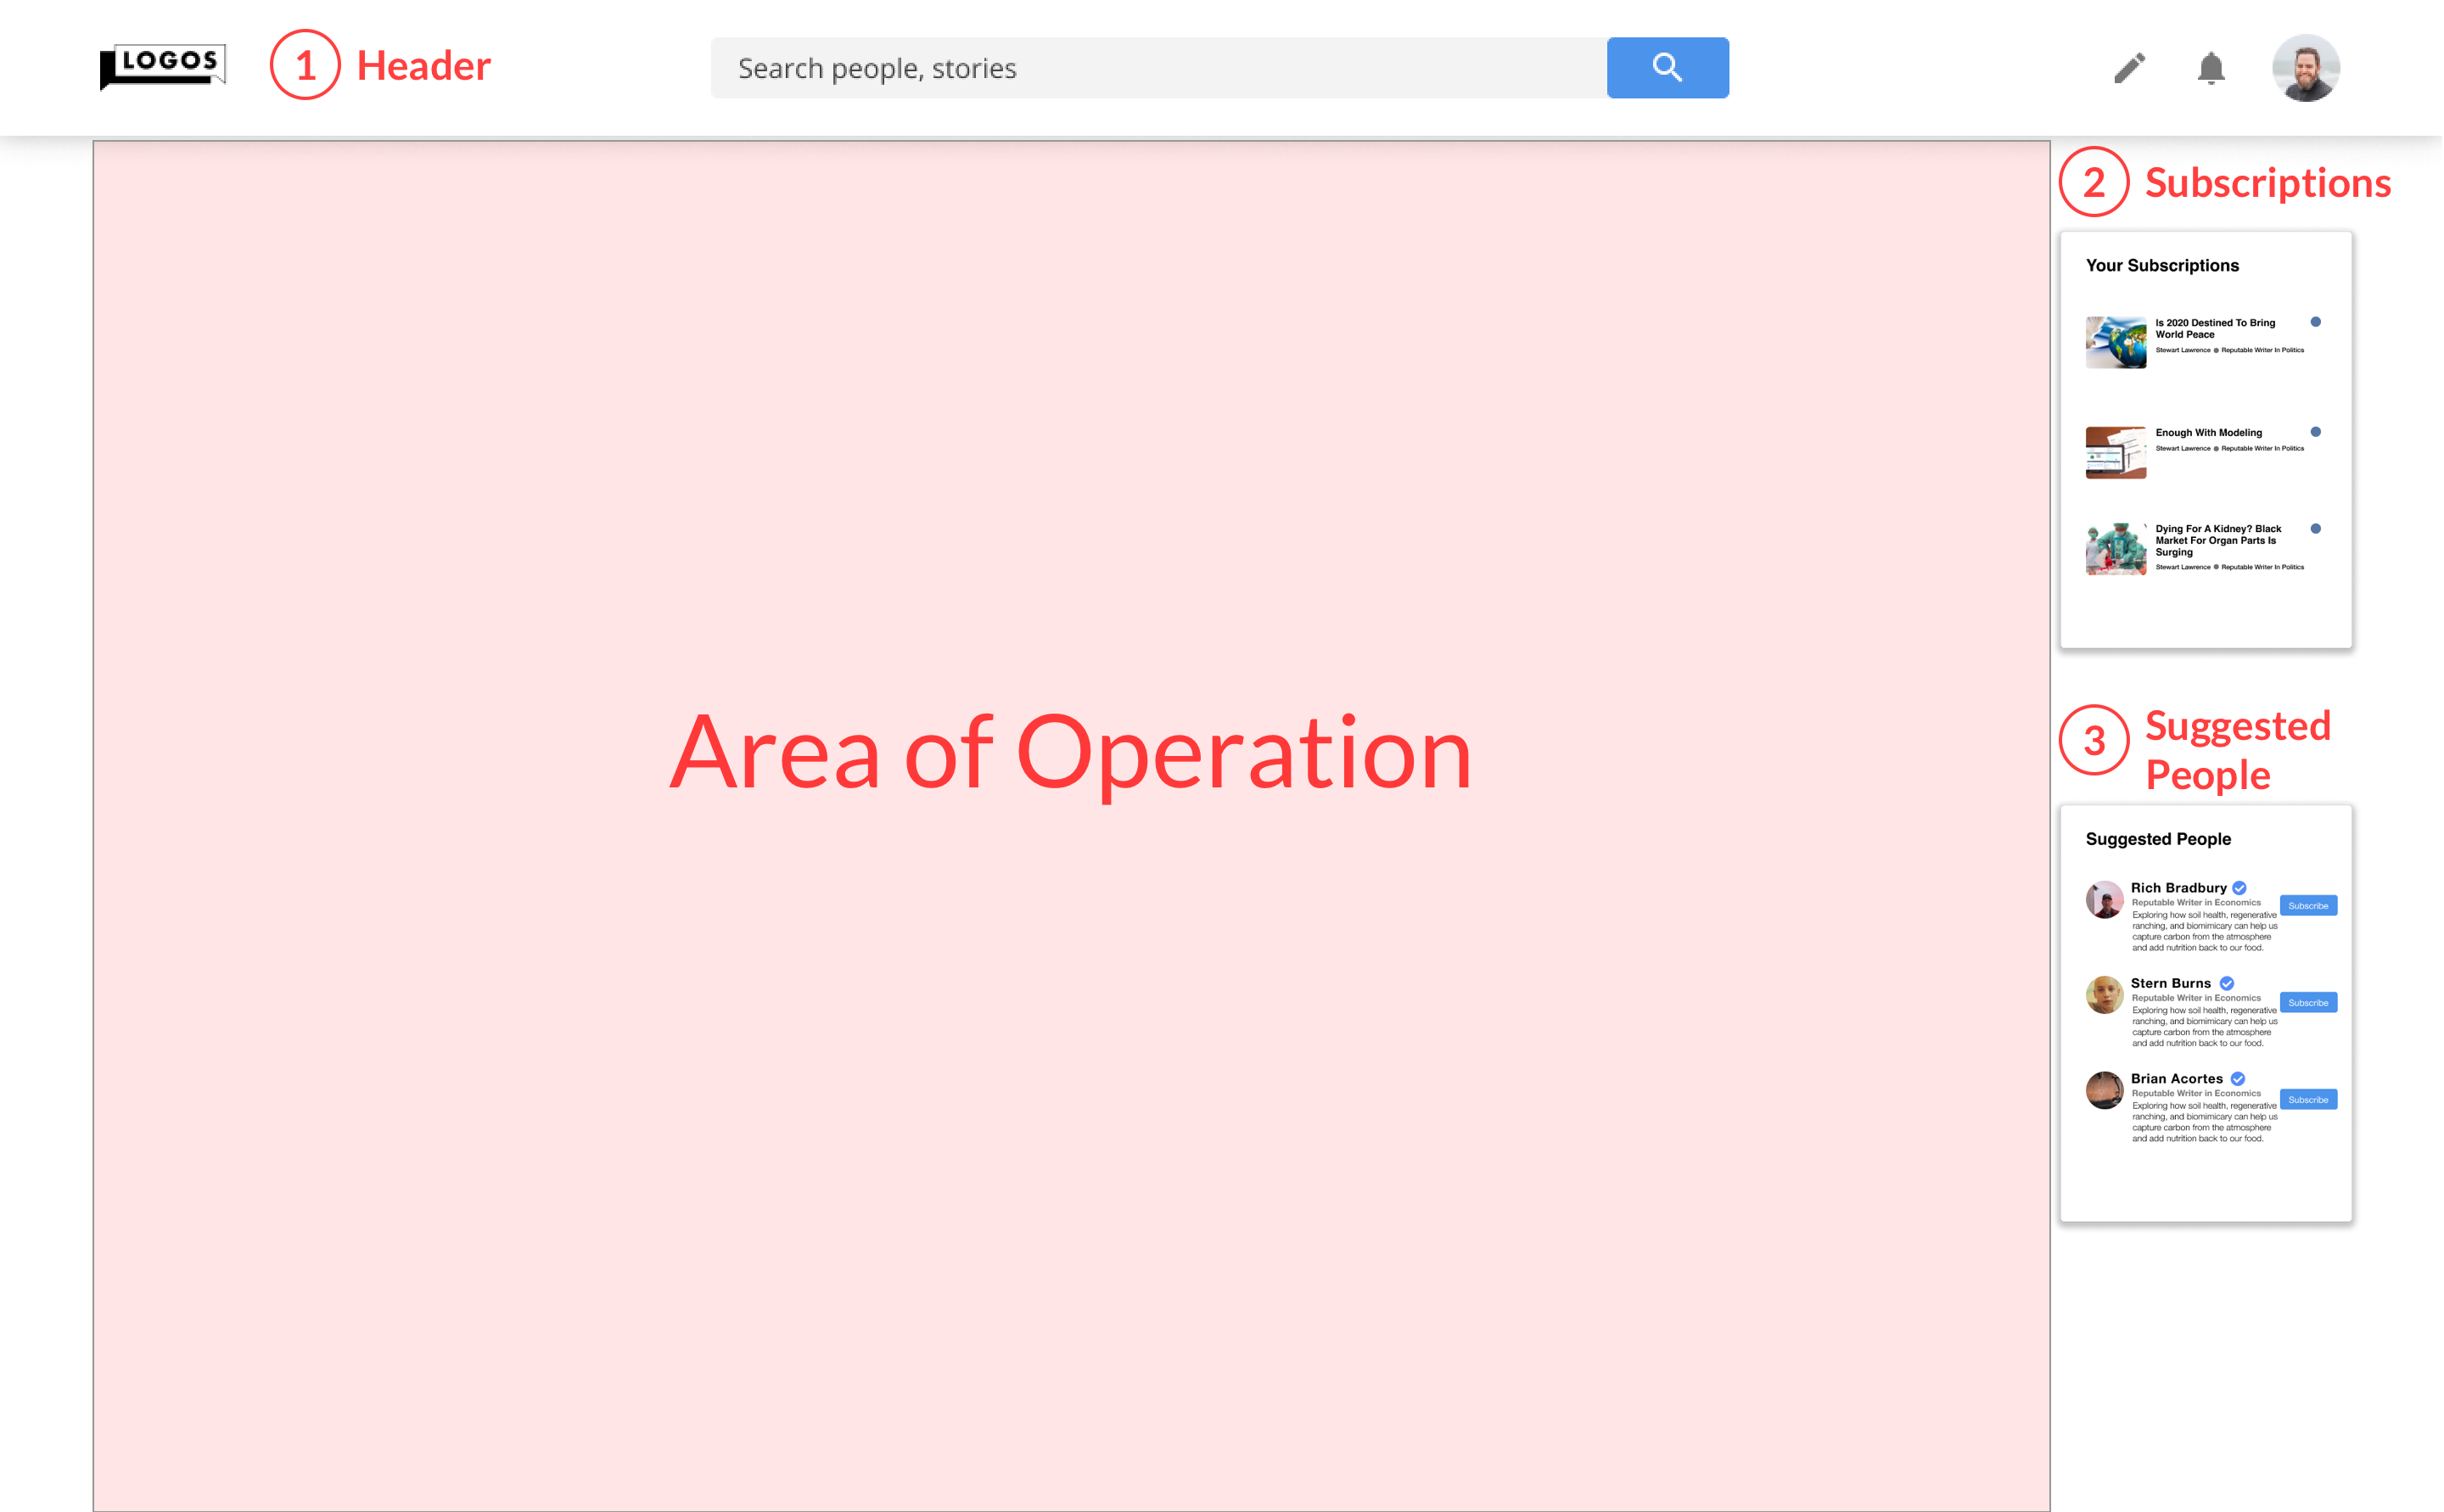 LOGOS
1 Header
Search people, stories
2 Subscriptions
Your Subscriptions
Is 2020 Destined To Bring
World Peace
Stewart Lawrence ● Reputable Writer In Politics
Enough With Modeling
Stewart Lawrence ● Reputable Writer In Politics
Dying For A Kidney? Black
Market For Organ Parts Is
Surging
Stewart Lawrence ● Reputable Writer In Politics
Area of Operation
3 Suggested
People
Suggested People
Rich Bradbury
Reputable Writer in Economics
Subscribe
Exploring how soil health, regenerative
ranching, and biomimicary can help us
capture carbon from the atmosphere
and add nutrition back to our food.
Stern Burns
Reputable Writer in Economics
Subscribe
Exploring how soil health, regenerative
ranching, and biomimicary can help us
capture carbon from the atmosphere
and add nutrition back to our food.
Brian Acortes
Reputable Writer in Economics
Subscribe
Exploring how soil health, regenerative
ranching, and biomimicary can help us
capture carbon from the atmosphere
and add nutrition back to our food.